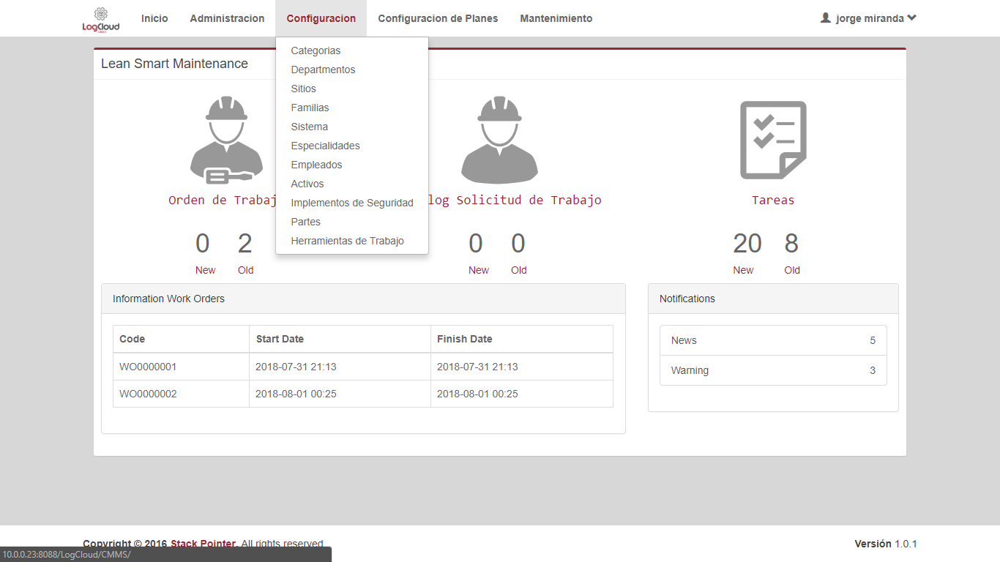 LogCloud
CMMS
Inicio Administracion Configuracion Configuracion de Planes Mantenimiento jorge miranda
Lean Smart Maintenance
Categorias
Departmentos
Sitios
Familias
Sistema
Especialidades
Empleados
Activos
Implementos de Seguridad
Partes
Herramientas de Trabajo
Orden de Trabaj log Solicitud de Trabajo Tareas
0 2 0 0 20 8
New Old New Old New Old
Information Work Orders
Code Start Date Finish Date
WO0000001 2018-07-31 21:13 2018-07-31 21:13
WO0000002 2018-08-01 00:25 2018-08-01 00:25
Notifications
News 5
Warning 3
Copyright © 2016 Stack Pointer. All rights reserved
Versión 1.0.1
10.0.0.23:8088/LogCloud/CMMS/